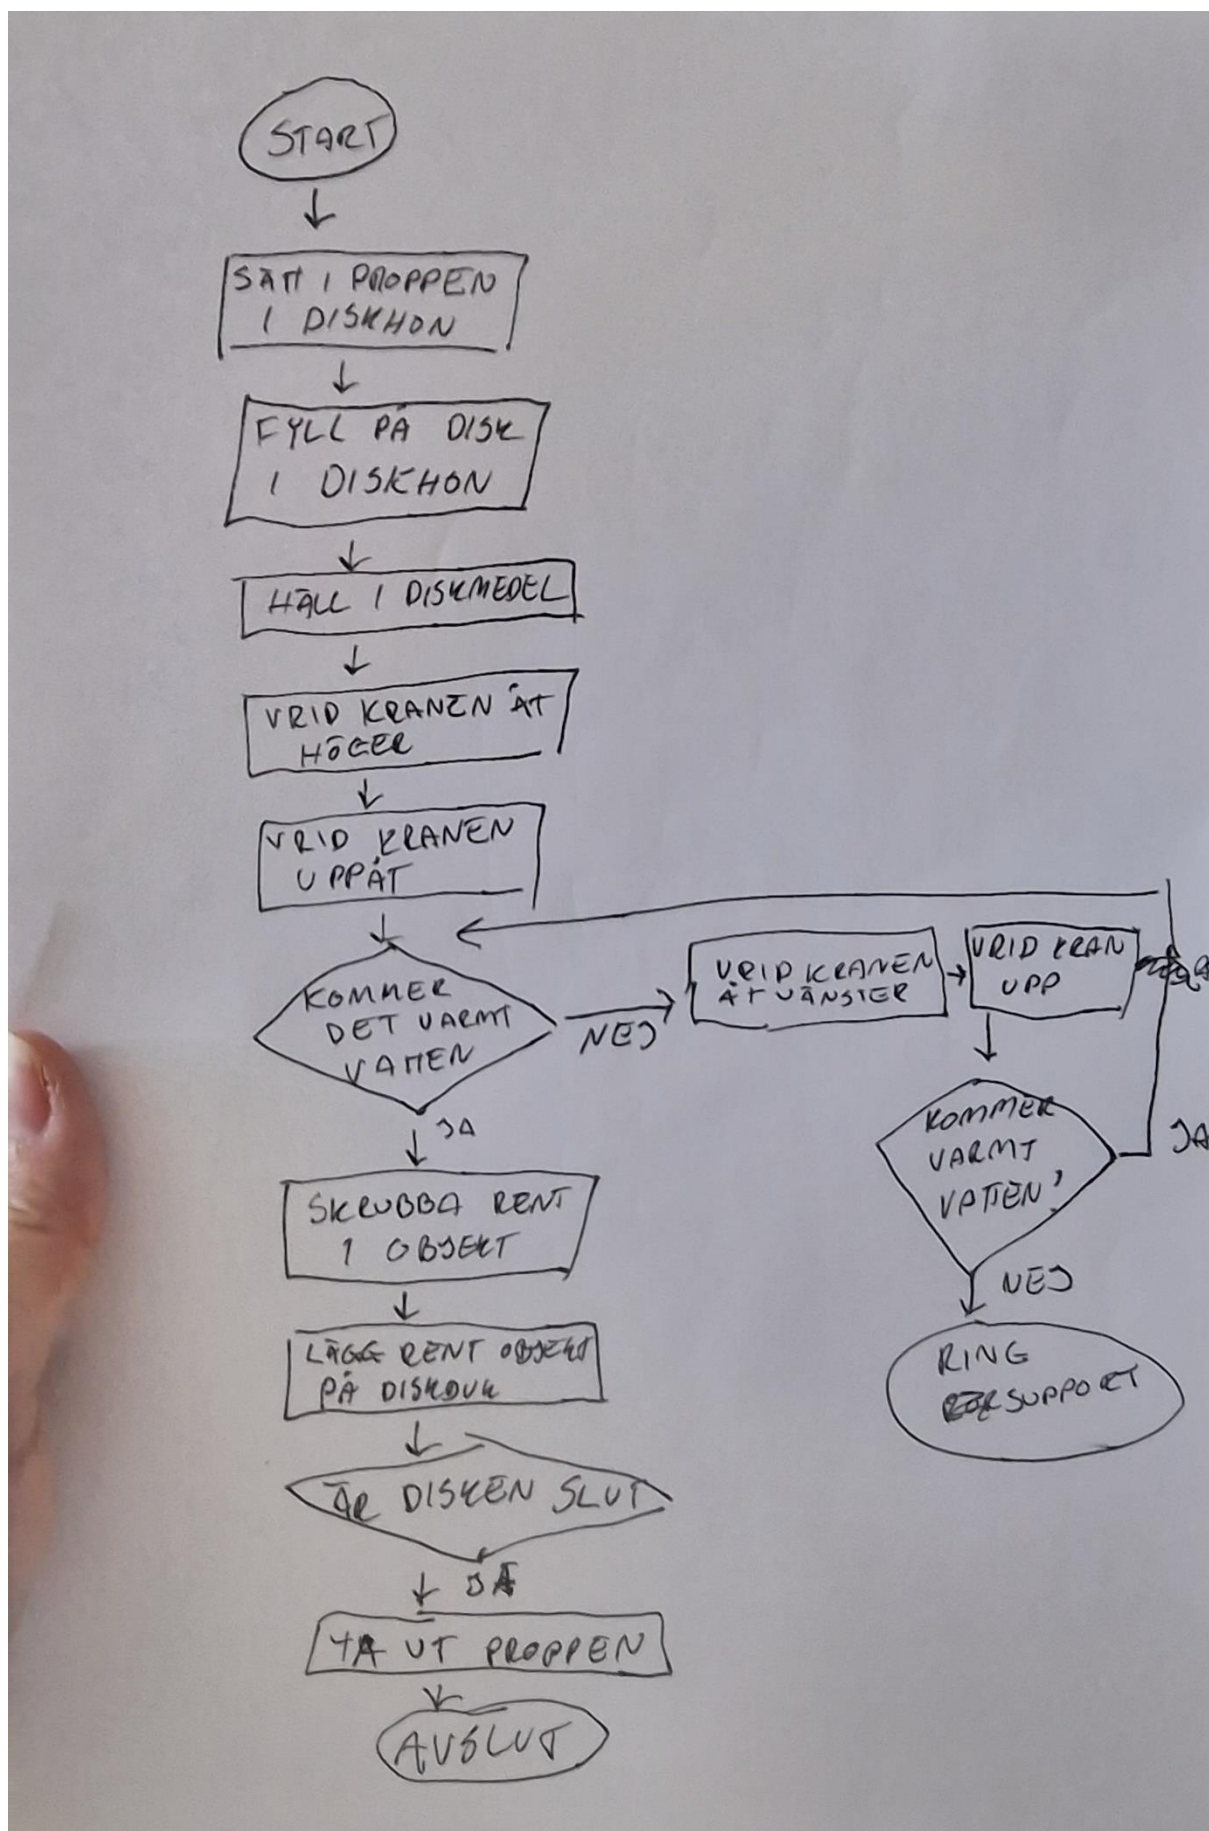 START
SÄTT I PROPPEN
I DISKHON
FYLL PÅ DISK
I DISKHON
HÄLL I DISKMEDEL
VRID KRANEN ÅT
HÖGER
VRID KRANEN
UPPÅT
KOMMER
DET VARMT
VATTEN
NEJ
VRID KRANEN
ÅT VÄNSTER
VRID KRAN
UPP
KOMMER
VARMT
VATTEN?
JA
NEJ
RING
SUPPORT
JA
SKRUBBA RENT
1 OBJEKT
LÄGG RENT OBJEKT
PÅ DISKDUK
ÄR DISKEN SLUT
JA
TA UT PROPPEN
AVSLUT